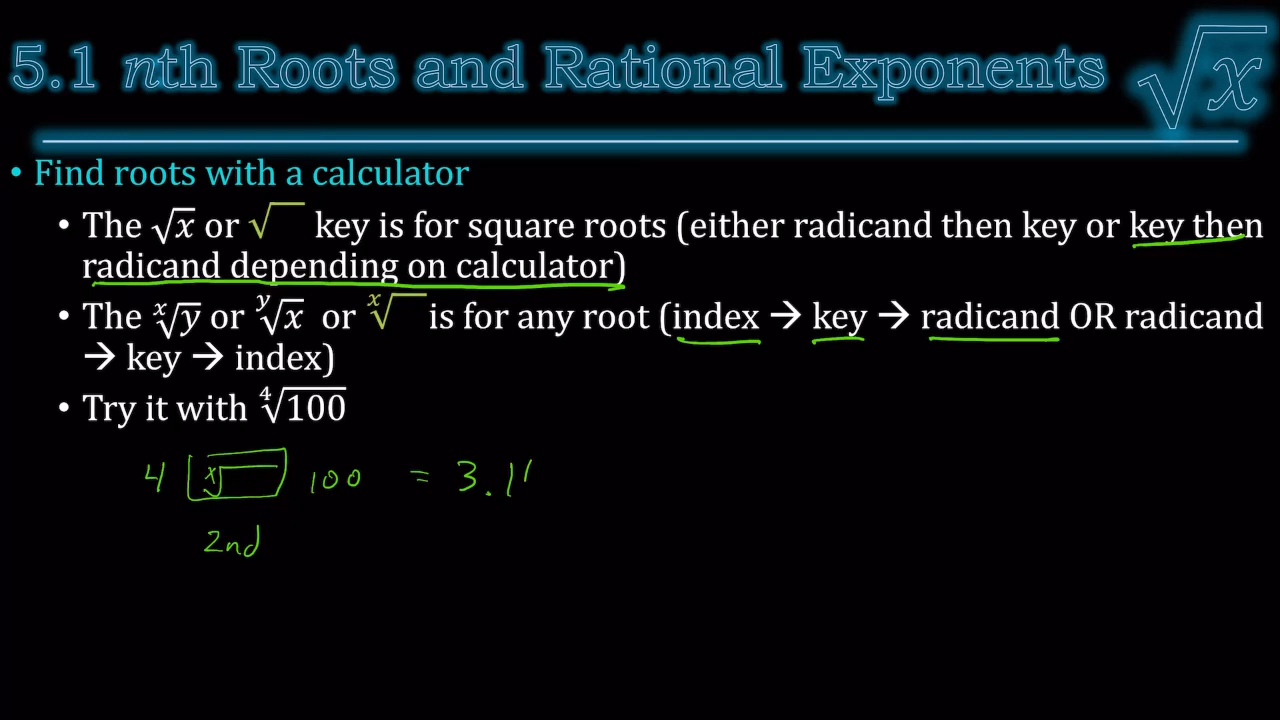 5.1 nth Roots and Rational Exponents √x
• Find roots with a calculator
• The √x or √ key is for square roots (either radicand then key or key then
radicand depending on calculator)
• The ˣ√y or ʸ√x or ˣ√ is for any root (index → key → radicand OR radicand
→ key → index)
• Try it with ⁴√100
4 ˣ√ 100 = 3.1
2nd